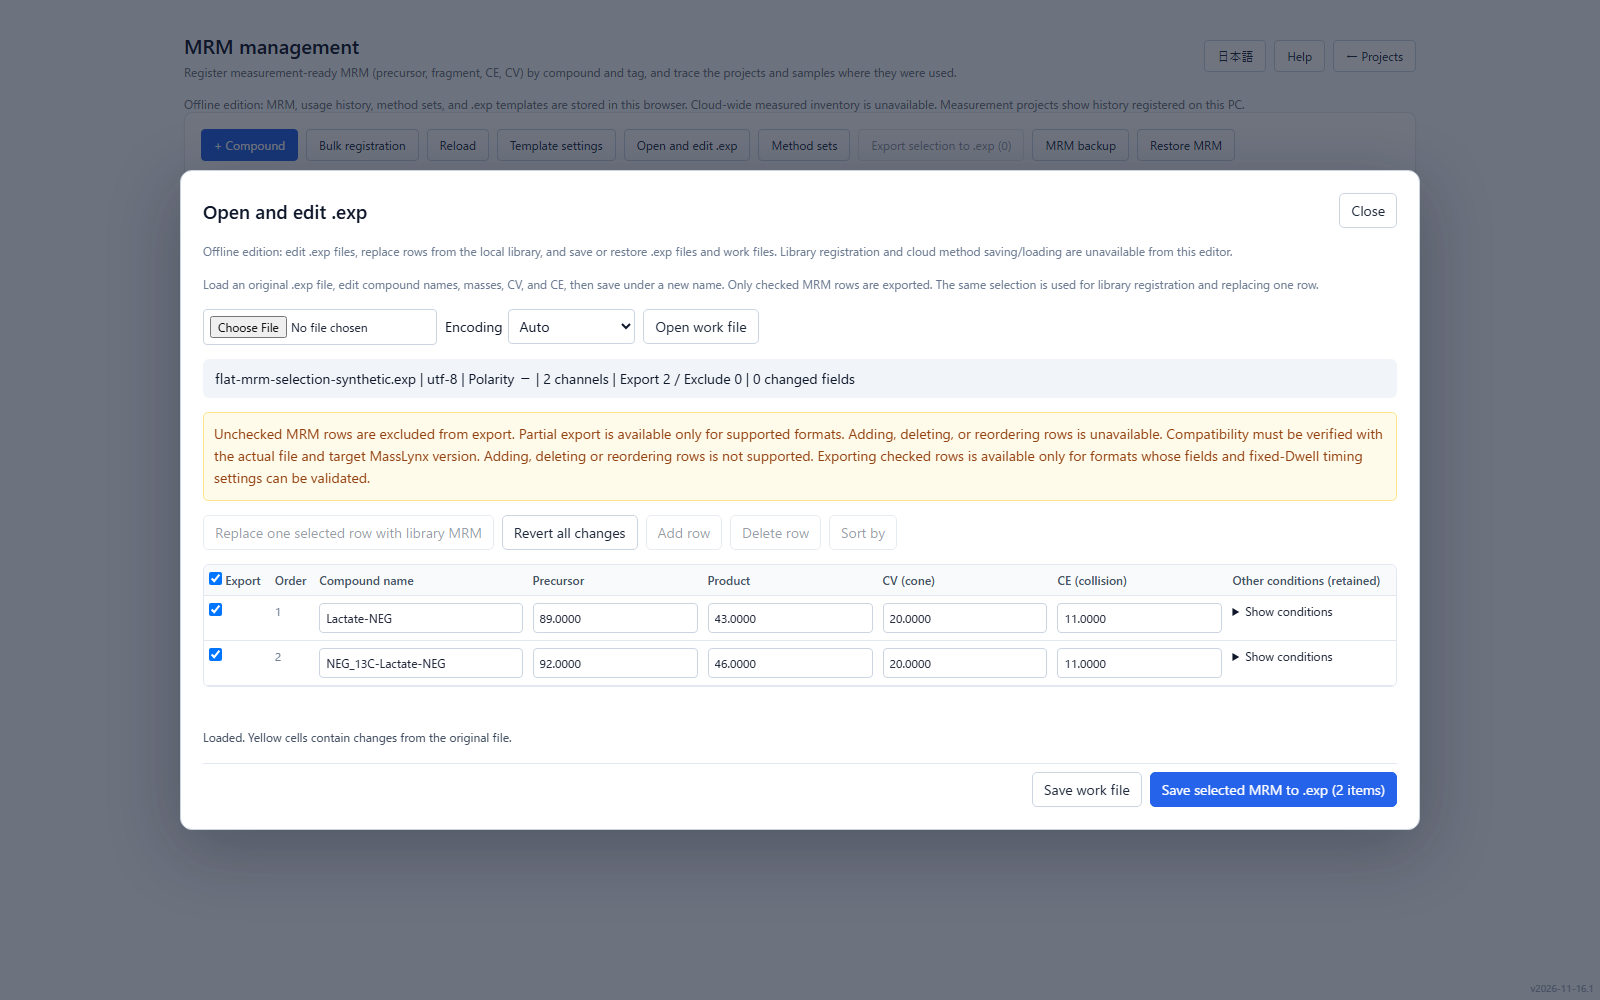 MRM management
Register measurement-ready MRM (precursor, fragment, CE, CV) by compound and tag, and trace the projects and samples where they were used.
日本語
Help
← Projects
Offline edition: MRM, usage history, method sets, and .exp templates are stored in this browser. Cloud-wide measured inventory is unavailable. Measurement projects show history registered on this PC.
+ Compound
Bulk registration
Reload
Template settings
Open and edit .exp
Method sets
Export selection to .exp (0)
MRM backup
Restore MRM
Open and edit .exp
Close
Offline edition: edit .exp files, replace rows from the local library, and save or restore .exp files and work files. Library registration and cloud method saving/loading are unavailable from this editor.
Load an original .exp file, edit compound names, masses, CV, and CE, then save under a new name. Only checked MRM rows are exported. The same selection is used for library registration and replacing one row.
Choose File No file chosen
Encoding
Auto
Open work file
flat-mrm-selection-synthetic.exp | utf-8 | Polarity − | 2 channels | Export 2 / Exclude 0 | 0 changed fields
Unchecked MRM rows are excluded from export. Partial export is available only for supported formats. Adding, deleting, or reordering rows is unavailable. Compatibility must be verified with
the actual file and target MassLynx version. Adding, deleting or reordering rows is not supported. Exporting checked rows is available only for formats whose fields and fixed-Dwell timing
settings can be validated.
Replace one selected row with library MRM
Revert all changes
Add row
Delete row
Sort by
Export Order Compound name Precursor Product CV (cone) CE (collision) Other conditions (retained)
1 Lactate-NEG 89.0000 43.0000 20.0000 11.0000 ▶ Show conditions
2 NEG_13C-Lactate-NEG 92.0000 46.0000 20.0000 11.0000 ▶ Show conditions
Loaded. Yellow cells contain changes from the original file.
Save work file
Save selected MRM to .exp (2 items)
v2026-11-16.1